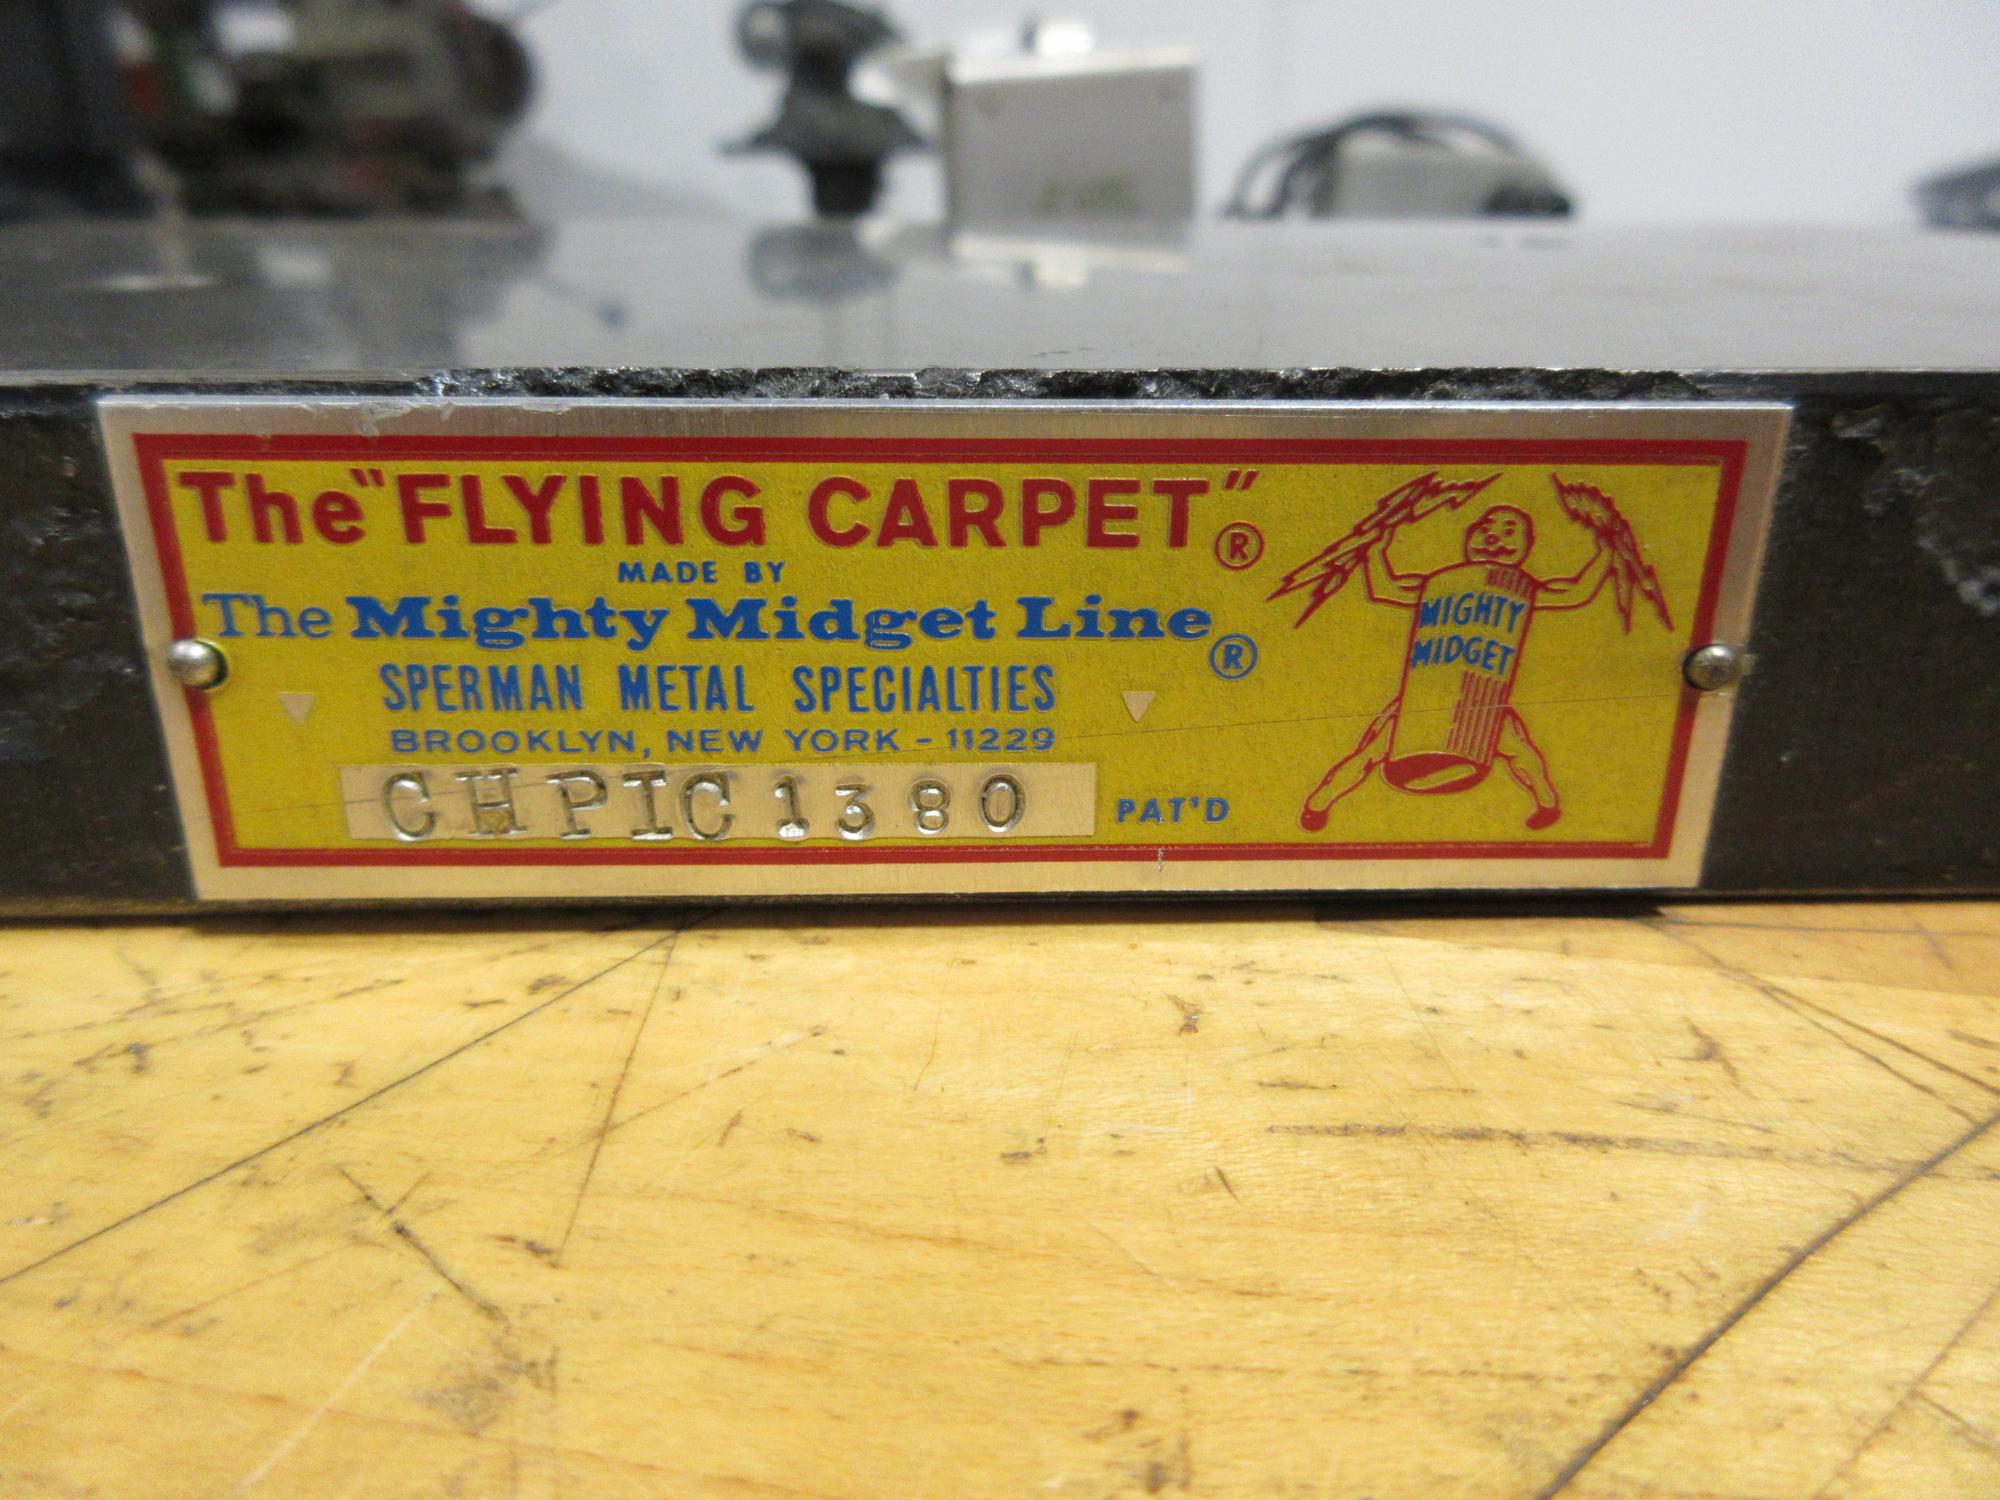 The "FLYING CARPET" ®
MADE BY
The Mighty Midget Line ®
SPERMAN METAL SPECIALTIES
BROOKLYN, NEW YORK - 11229
CHPIC1380
PAT'D
MIGHTY
MIDGET